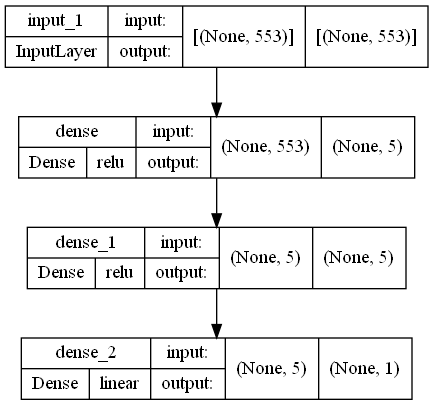 input_1 input: [(None, 553)] [(None, 553)]
InputLayer output:
dense input: (None, 553) (None, 5)
Dense relu output:
dense_1 input: (None, 5) (None, 5)
Dense relu output:
dense_2 input: (None, 5) (None, 1)
Dense linear output: